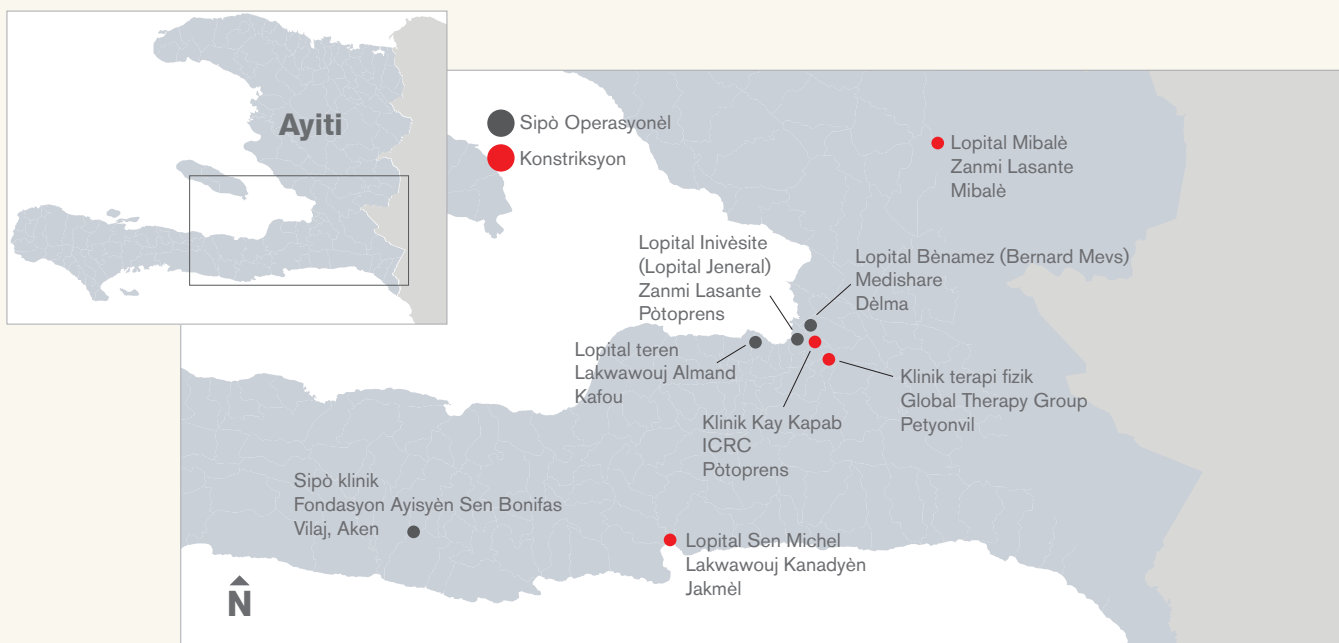 Ayiti
Sipò Operasyonèl
Konstriksyon
Lopital Mibalè
Zanmi Lasante
Mibalè
Lopital Inivèsite
(Lopital Jeneral)
Zanmi Lasante
Pòtoprens
Lopital Bènamez (Bernard Mevs)
Medishare
Dèlma
Lopital teren
Lakwawouj Almand
Kafou
Klinik terapi fizik
Global Therapy Group
Petyonvil
Klinik Kay Kapab
ICRC
Pòtoprens
Sipò klinik
Fondasyon Ayisyèn Sen Bonifas
Vilaj, Aken
Lopital Sen Michel
Lakwawouj Kanadyèn
Jakmèl
N